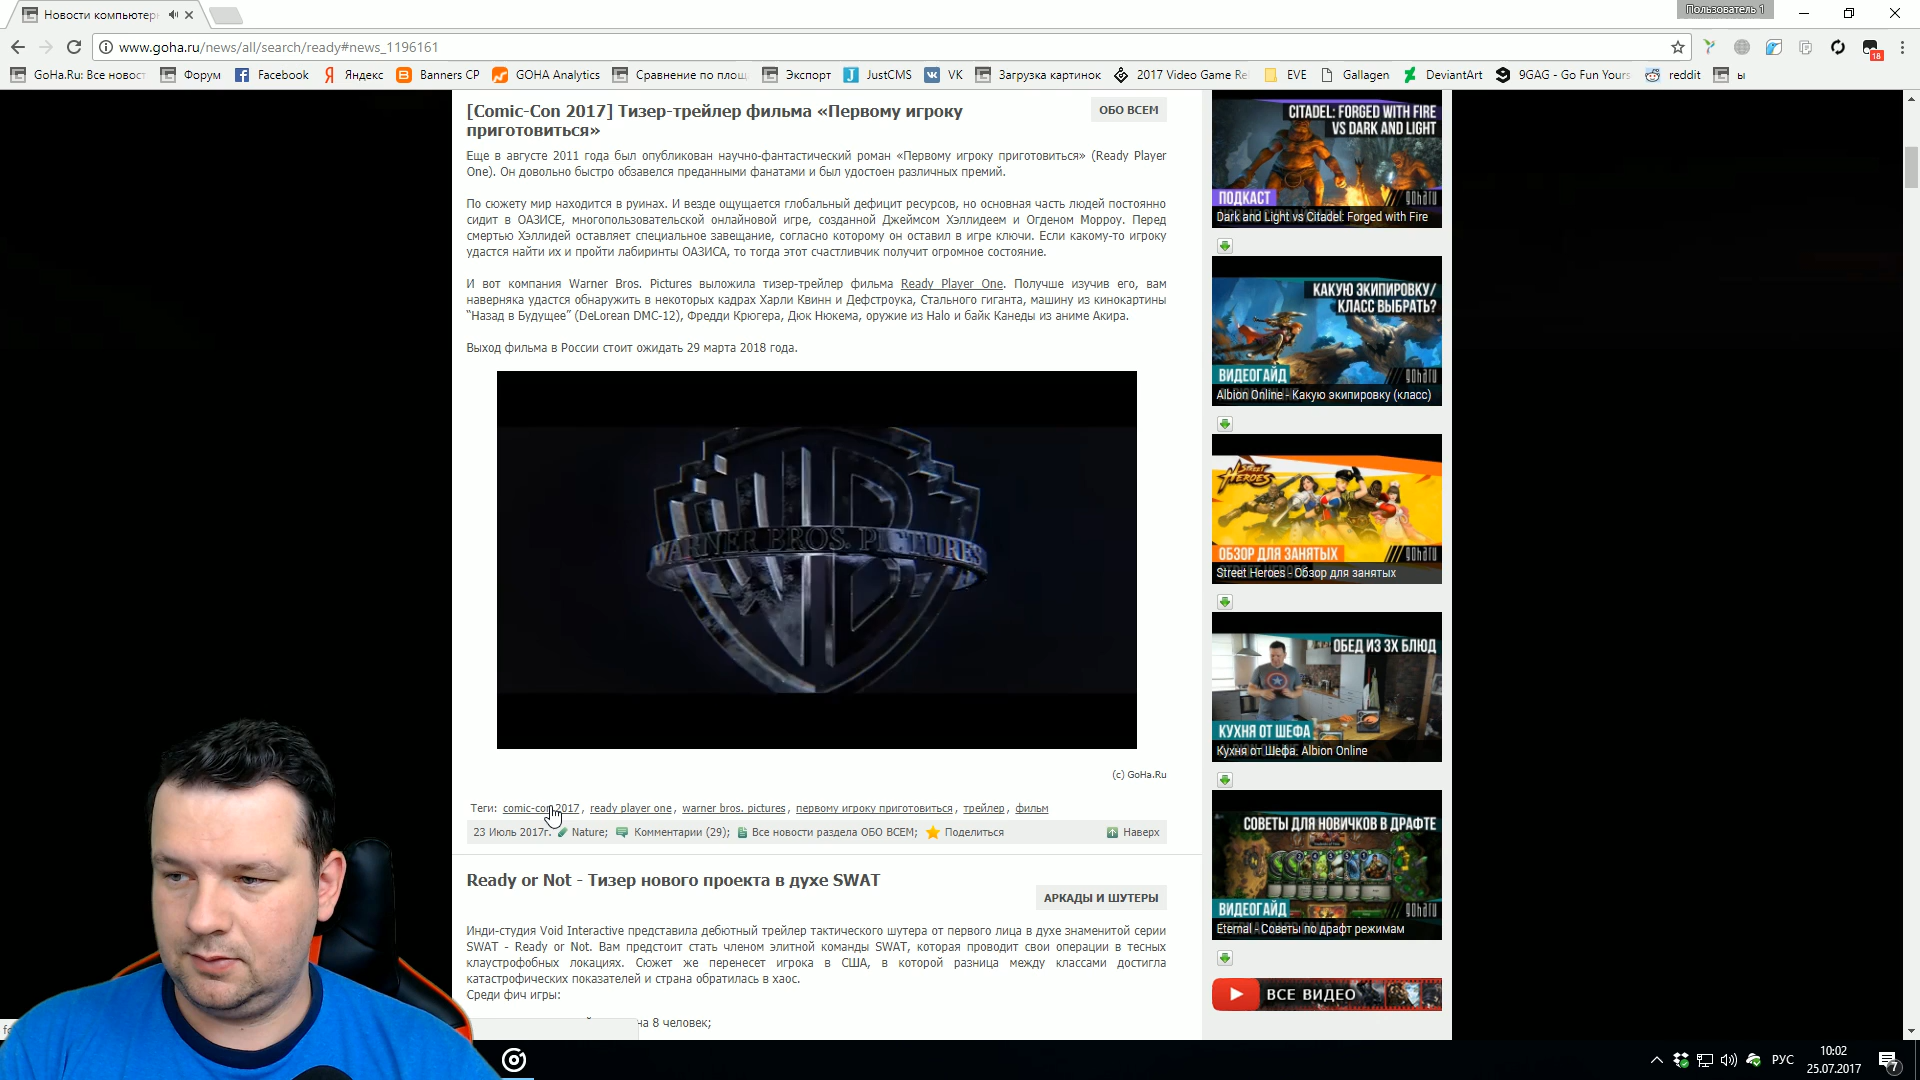 Новости компьютерн
Пользователь 1
www.goha.ru/news/all/search/ready#news_1196161
18
GoHa.Ru: Все новост
Форум
Facebook
Яндекс
Banners CP
GOHA Analytics
Сравнение по площ
Экспорт
JustCMS
VK
Загрузка картинок
2017 Video Game Rel
EVE
Gallagen
DeviantArt
9GAG - Go Fun Yours
reddit
ы
[Comic-Con 2017] Тизер-трейлер фильма «Первому игроку
приготовиться»
ОБО ВСЕМ
Еще в августе 2011 года был опубликован научно-фантастический роман «Первому игроку приготовиться» (Ready Player
One). Он довольно быстро обзавелся преданными фанатами и был удостоен различных премий.
По сюжету мир находится в руинах. И везде ощущается глобальный дефицит ресурсов, но основная часть людей постоянно
сидит в ОАЗИСЕ, многопользовательской онлайновой игре, созданной Джеймсом Хэллидеем и Огденом Морроу. Перед
смертью Хэллидей оставляет специальное завещание, согласно которому он оставил в игре ключи. Если какому-то игроку
удастся найти их и пройти лабиринты ОАЗИСА, то тогда этот счастливчик получит огромное состояние.
И вот компания Warner Bros. Pictures выложила тизер-трейлер фильма Ready Player One. Получше изучив его, вам
наверняка удастся обнаружить в некоторых кадрах Харли Квинн и Дефстроука, Стального гиганта, машину из кинокартины
“Назад в Будущее” (DeLorean DMC-12), Фредди Крюгера, Дюк Нюкема, оружие из Halo и байк Канеды из аниме Акира.
Выход фильма в России стоит ожидать 29 марта 2018 года.
WARNER BROS. PICTURES
(c) GoHa.Ru
Теги: comic-con 2017, ready player one, warner bros. pictures, первому игроку приготовиться, трейлер, фильм
23 Июль 2017г. Nature; Комментарии (29); Все новости раздела ОБО ВСЕМ; Поделиться
Наверх
Ready or Not - Тизер нового проекта в духе SWAT
АРКАДЫ И ШУТЕРЫ
Инди-студия Void Interactive представила дебютный трейлер тактического шутера от первого лица в духе знаменитой серии
SWAT - Ready or Not. Вам предстоит стать членом элитной команды SWAT, которая проводит свои операции в тесных
клаустрофобных локациях. Сюжет же перенесет игрока в США, в которой разница между классами достигла
катастрофических показателей и страна обратилась в хаос.
Среди фич игры:
на 8 человек;
CITADEL: FORGED WITH FIRE
VS DARK AND LIGHT
ПОДКАСТ
goharu
Dark and Light vs Citadel: Forged with Fire
КАКУЮ ЭКИПИРОВКУ/
КЛАСС ВЫБРАТЬ?
ВИДЕОГАЙД
goharu
Albion Online - Какую экипировку (класс)
STREET HEROES
ОБЗОР ДЛЯ ЗАНЯТЫХ
goharu
Street Heroes - Обзор для занятых
ОБЕД ИЗ 3Х БЛЮД
КУХНЯ ОТ ШЕФА
Кухня от Шефа. Albion Online
СОВЕТЫ ДЛЯ НОВИЧКОВ В ДРАФТЕ
ВИДЕОГАЙД
goharu
Eternal - Советы по драфт режимам
ВСЕ ВИДЕО
РУС
10:02
25.07.2017
7